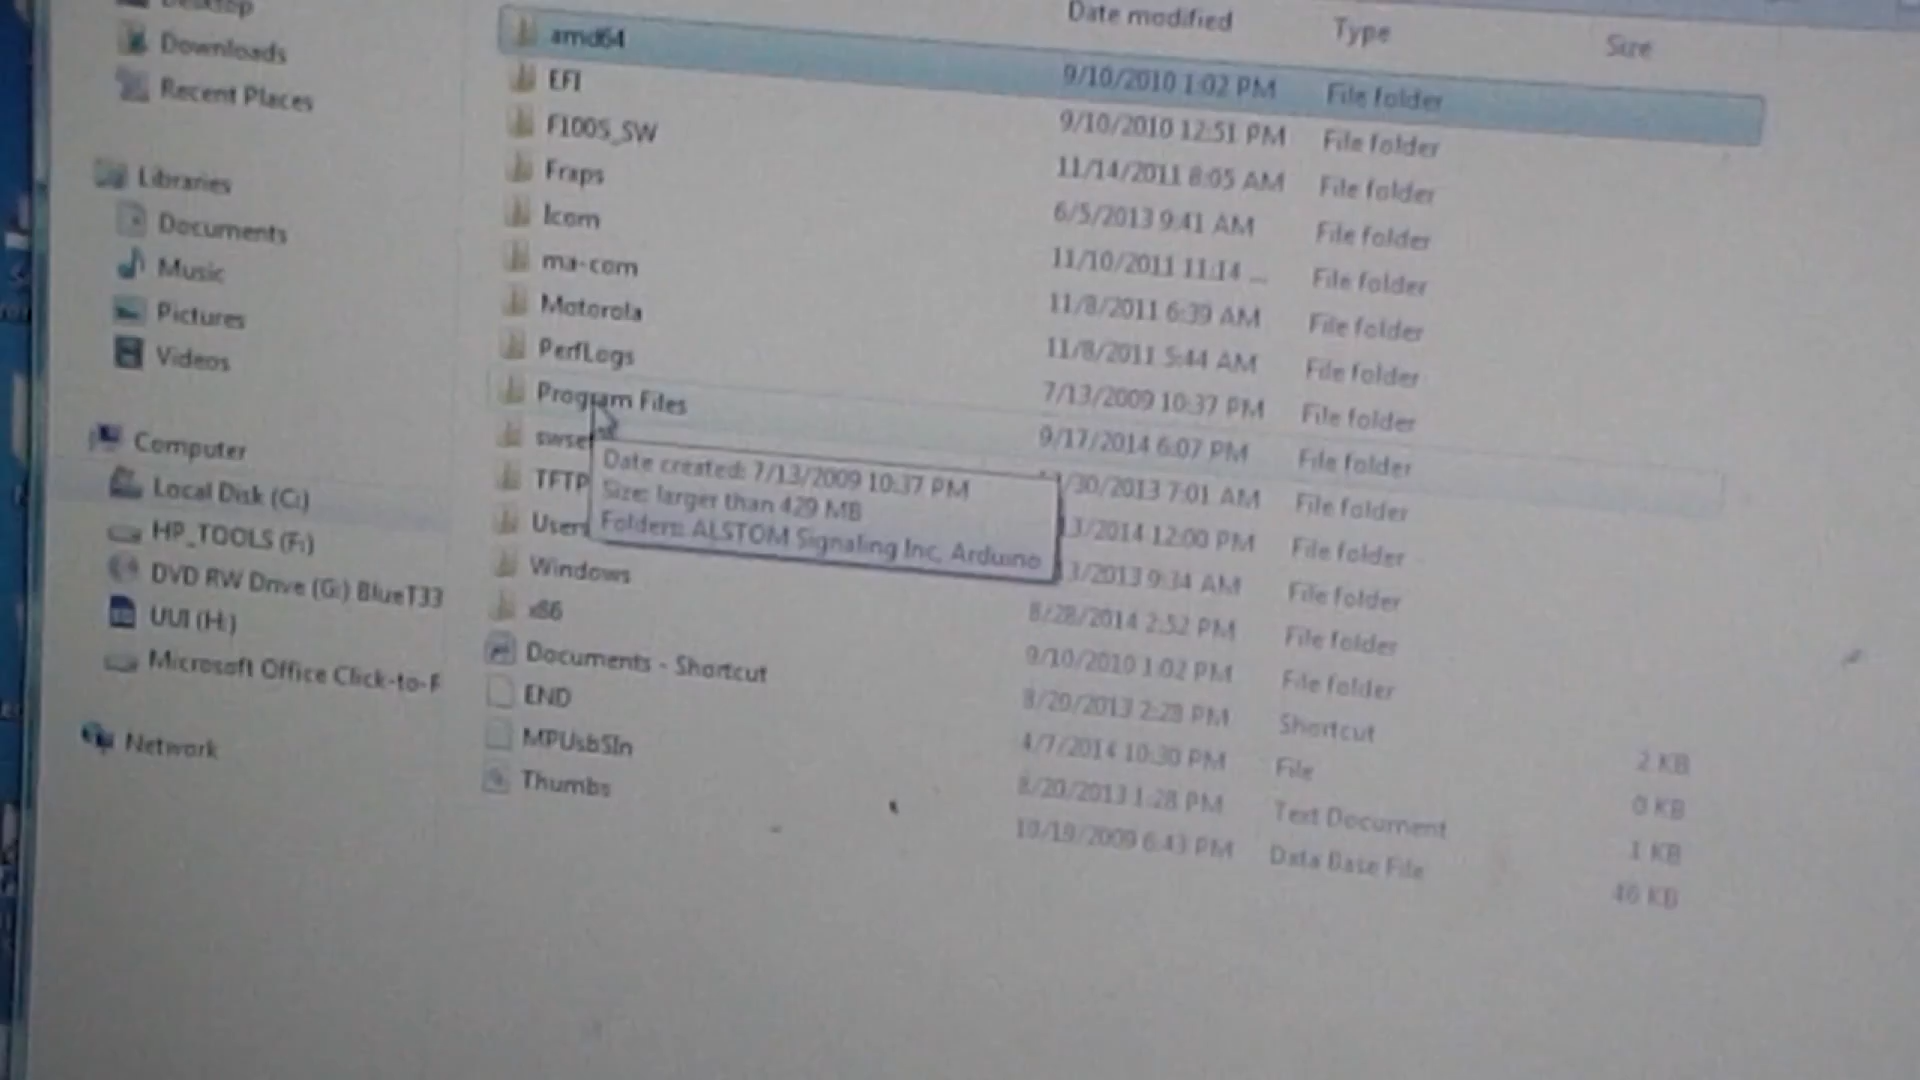 Date modified Type Size
Desktop
Downloads
Recent Places
Libraries
Documents
Music
Pictures
Videos
Computer
Local Disk (C:)
HP_TOOLS (F:)
DVD RW Drive (G:) BlueT33
UUI (H:)
Microsoft Office Click-to-F
Network
amd64 9/10/2010 1:02 PM File folder
EFI 9/10/2010 12:51 PM File folder
F1005_SW 11/14/2011 8:05 AM File folder
Fraps 6/5/2013 9:41 AM File folder
Icom 11/10/2011 11:14 ... File folder
ma-com 11/8/2011 6:39 AM File folder
Motorola 11/8/2011 5:44 AM File folder
PerfLogs 7/13/2009 10:37 PM File folder
Program Files 9/17/2014 6:07 PM File folder
swse /30/2013 7:01 AM File folder
TFTP 13/2014 12:00 PM File folder
Users 3/2013 9:34 AM File folder
Windows 8/28/2014 2:52 PM File folder
x86 9/10/2010 1:02 PM File folder
Documents - Shortcut 8/20/2013 2:28 PM Shortcut 2 KB
END 4/7/2014 10:30 PM File 0 KB
MPUsbSIn 8/20/2013 1:28 PM Text Document 1 KB
Thumbs 10/19/2009 6:43 PM Data Base File 46 KB
Date created: 7/13/2009 10:37 PM
Size: larger than 429 MB
Folders: ALSTOM Signaling Inc, Arduino